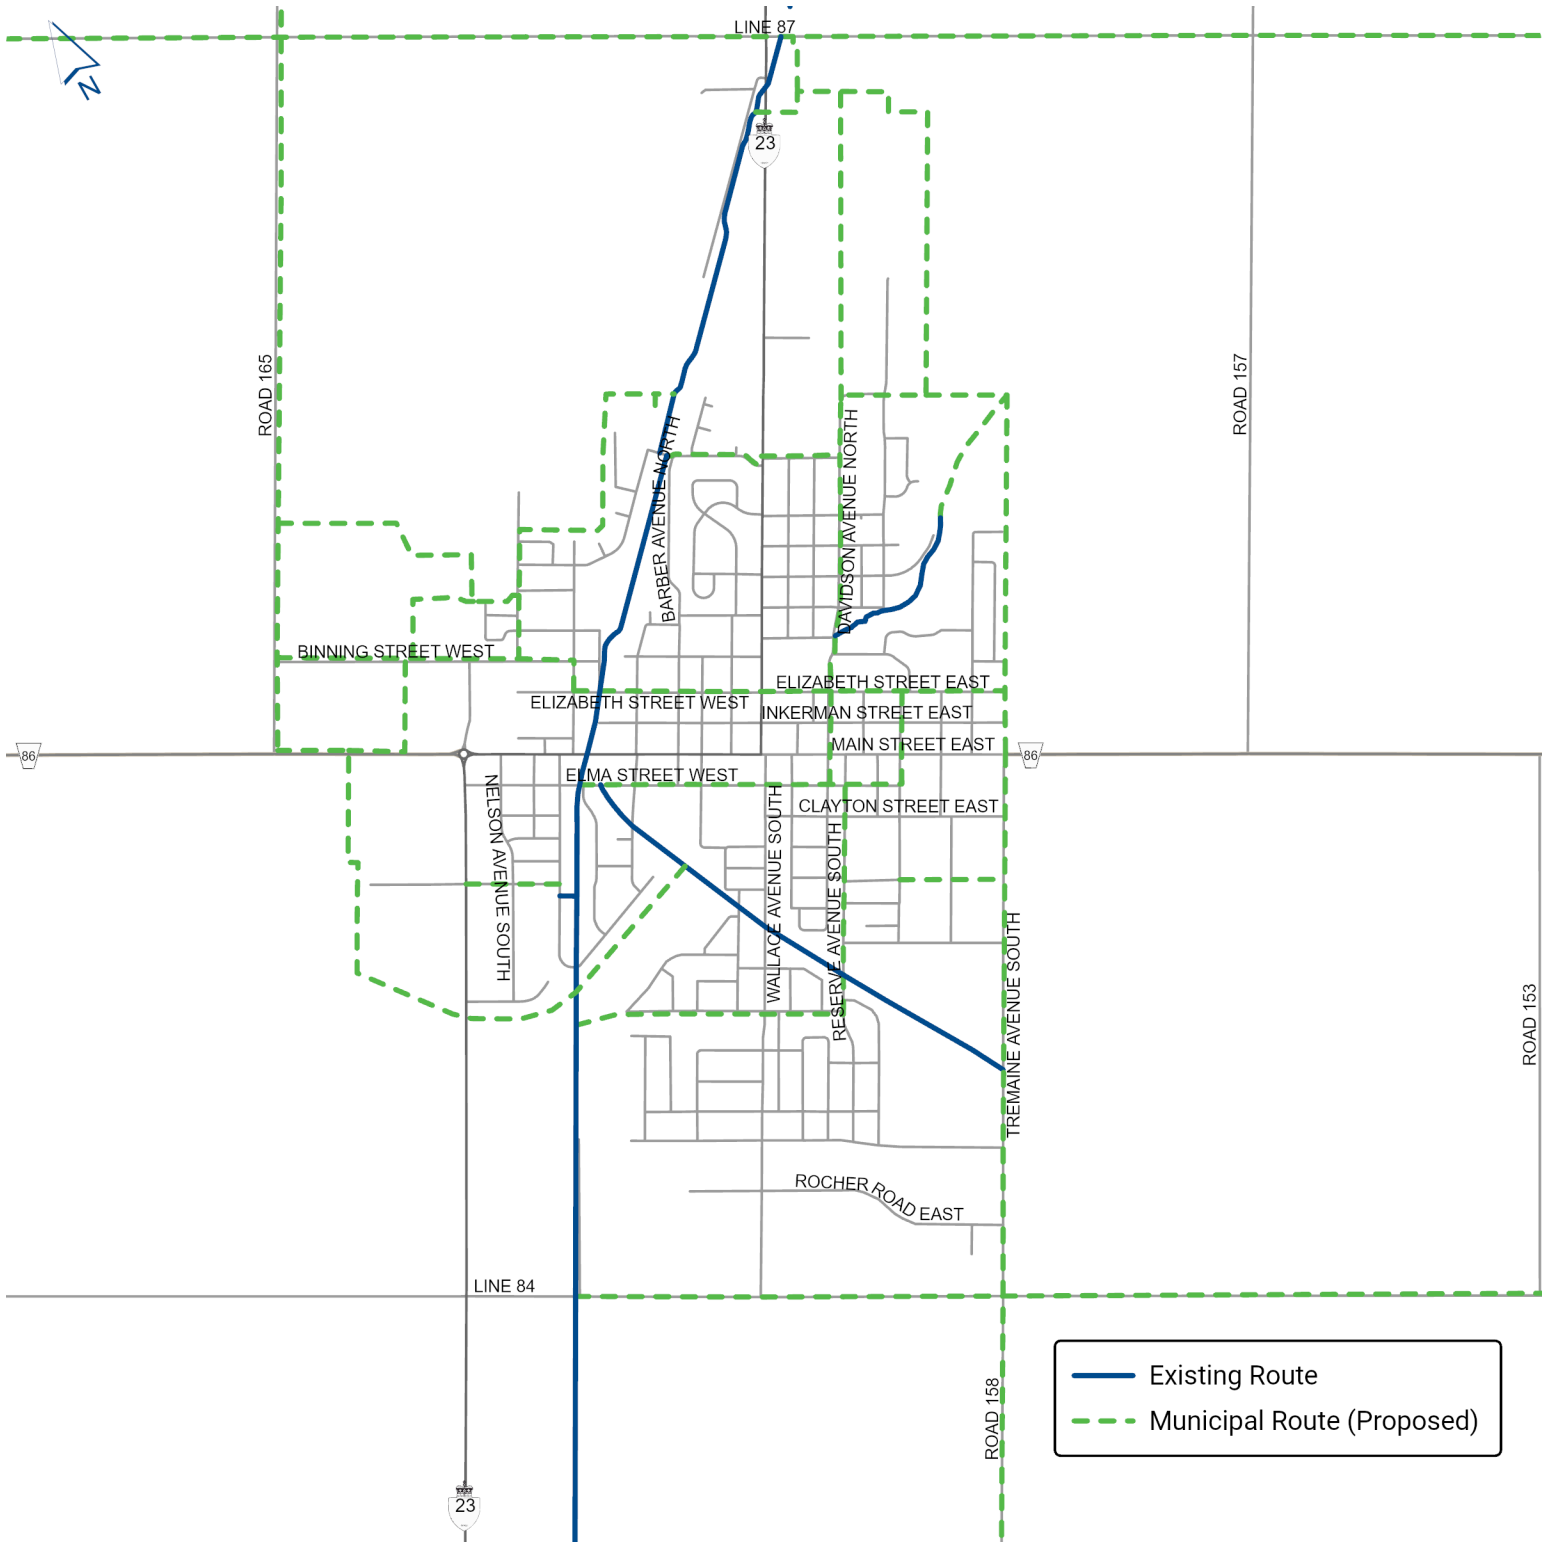 LINE 87
N
23
ROAD 165
ROAD 157
BARBER AVENUE NORTH
DAVIDSON AVENUE NORTH
BINNING STREET WEST
ELIZABETH STREET EAST
ELIZABETH STREET WEST
INKERMAN STREET EAST
MAIN STREET EAST
86
86
ELMA STREET WEST
CLAYTON STREET EAST
NELSON AVENUE SOUTH
WALLACE AVENUE SOUTH
RESERVE AVENUE SOUTH
TREMAINE AVENUE SOUTH
ROAD 153
ROCHER ROAD EAST
LINE 84
ROAD 158
23
Existing Route
Municipal Route (Proposed)